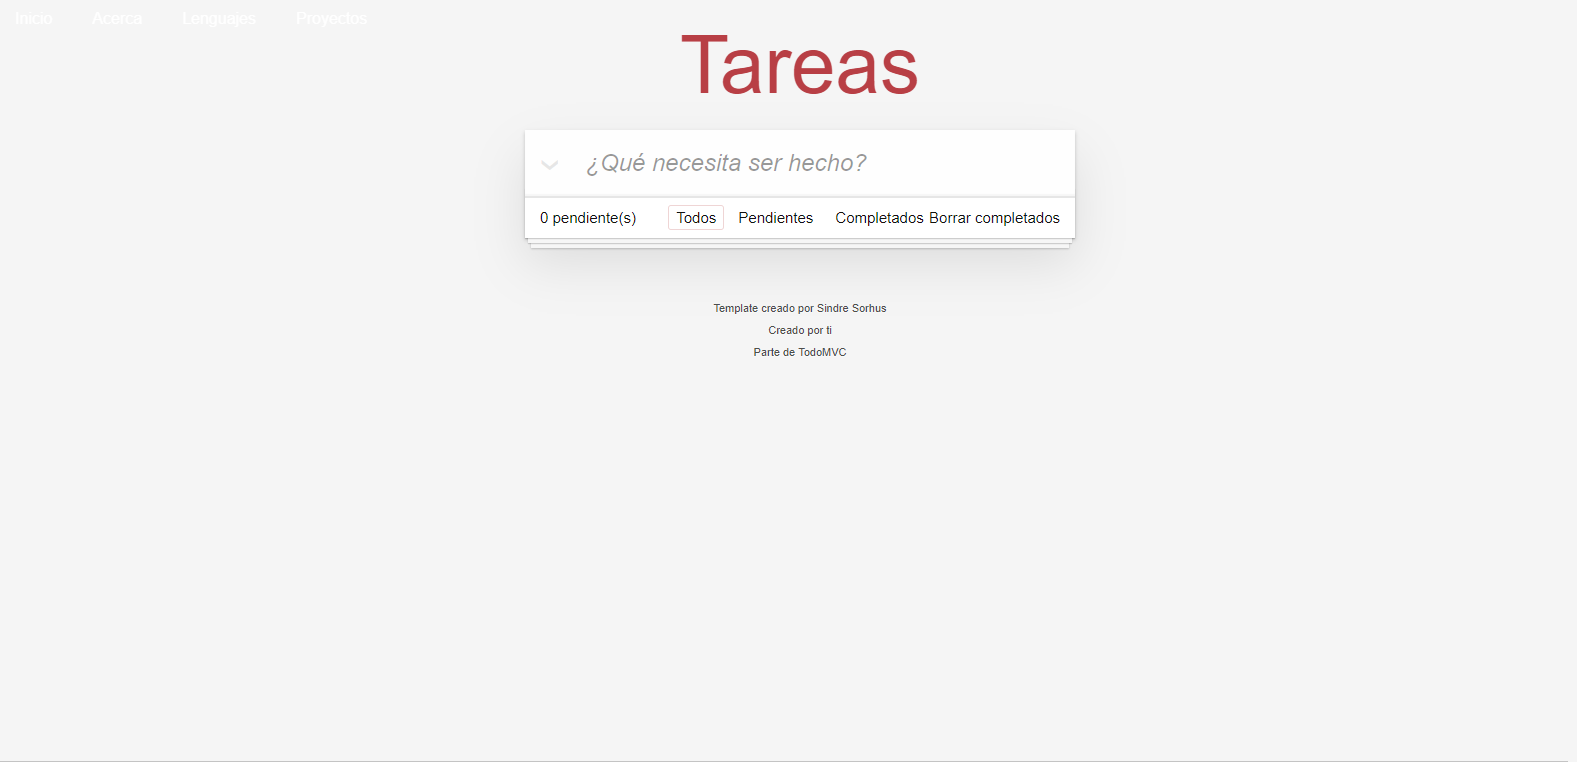 Inicio Acerca Lenguajes Proyectos
Tareas
¿Qué necesita ser hecho?
0 pendiente(s) Todos Pendientes Completados Borrar completados
Template creado por Sindre Sorhus
Creado por ti
Parte de TodoMVC